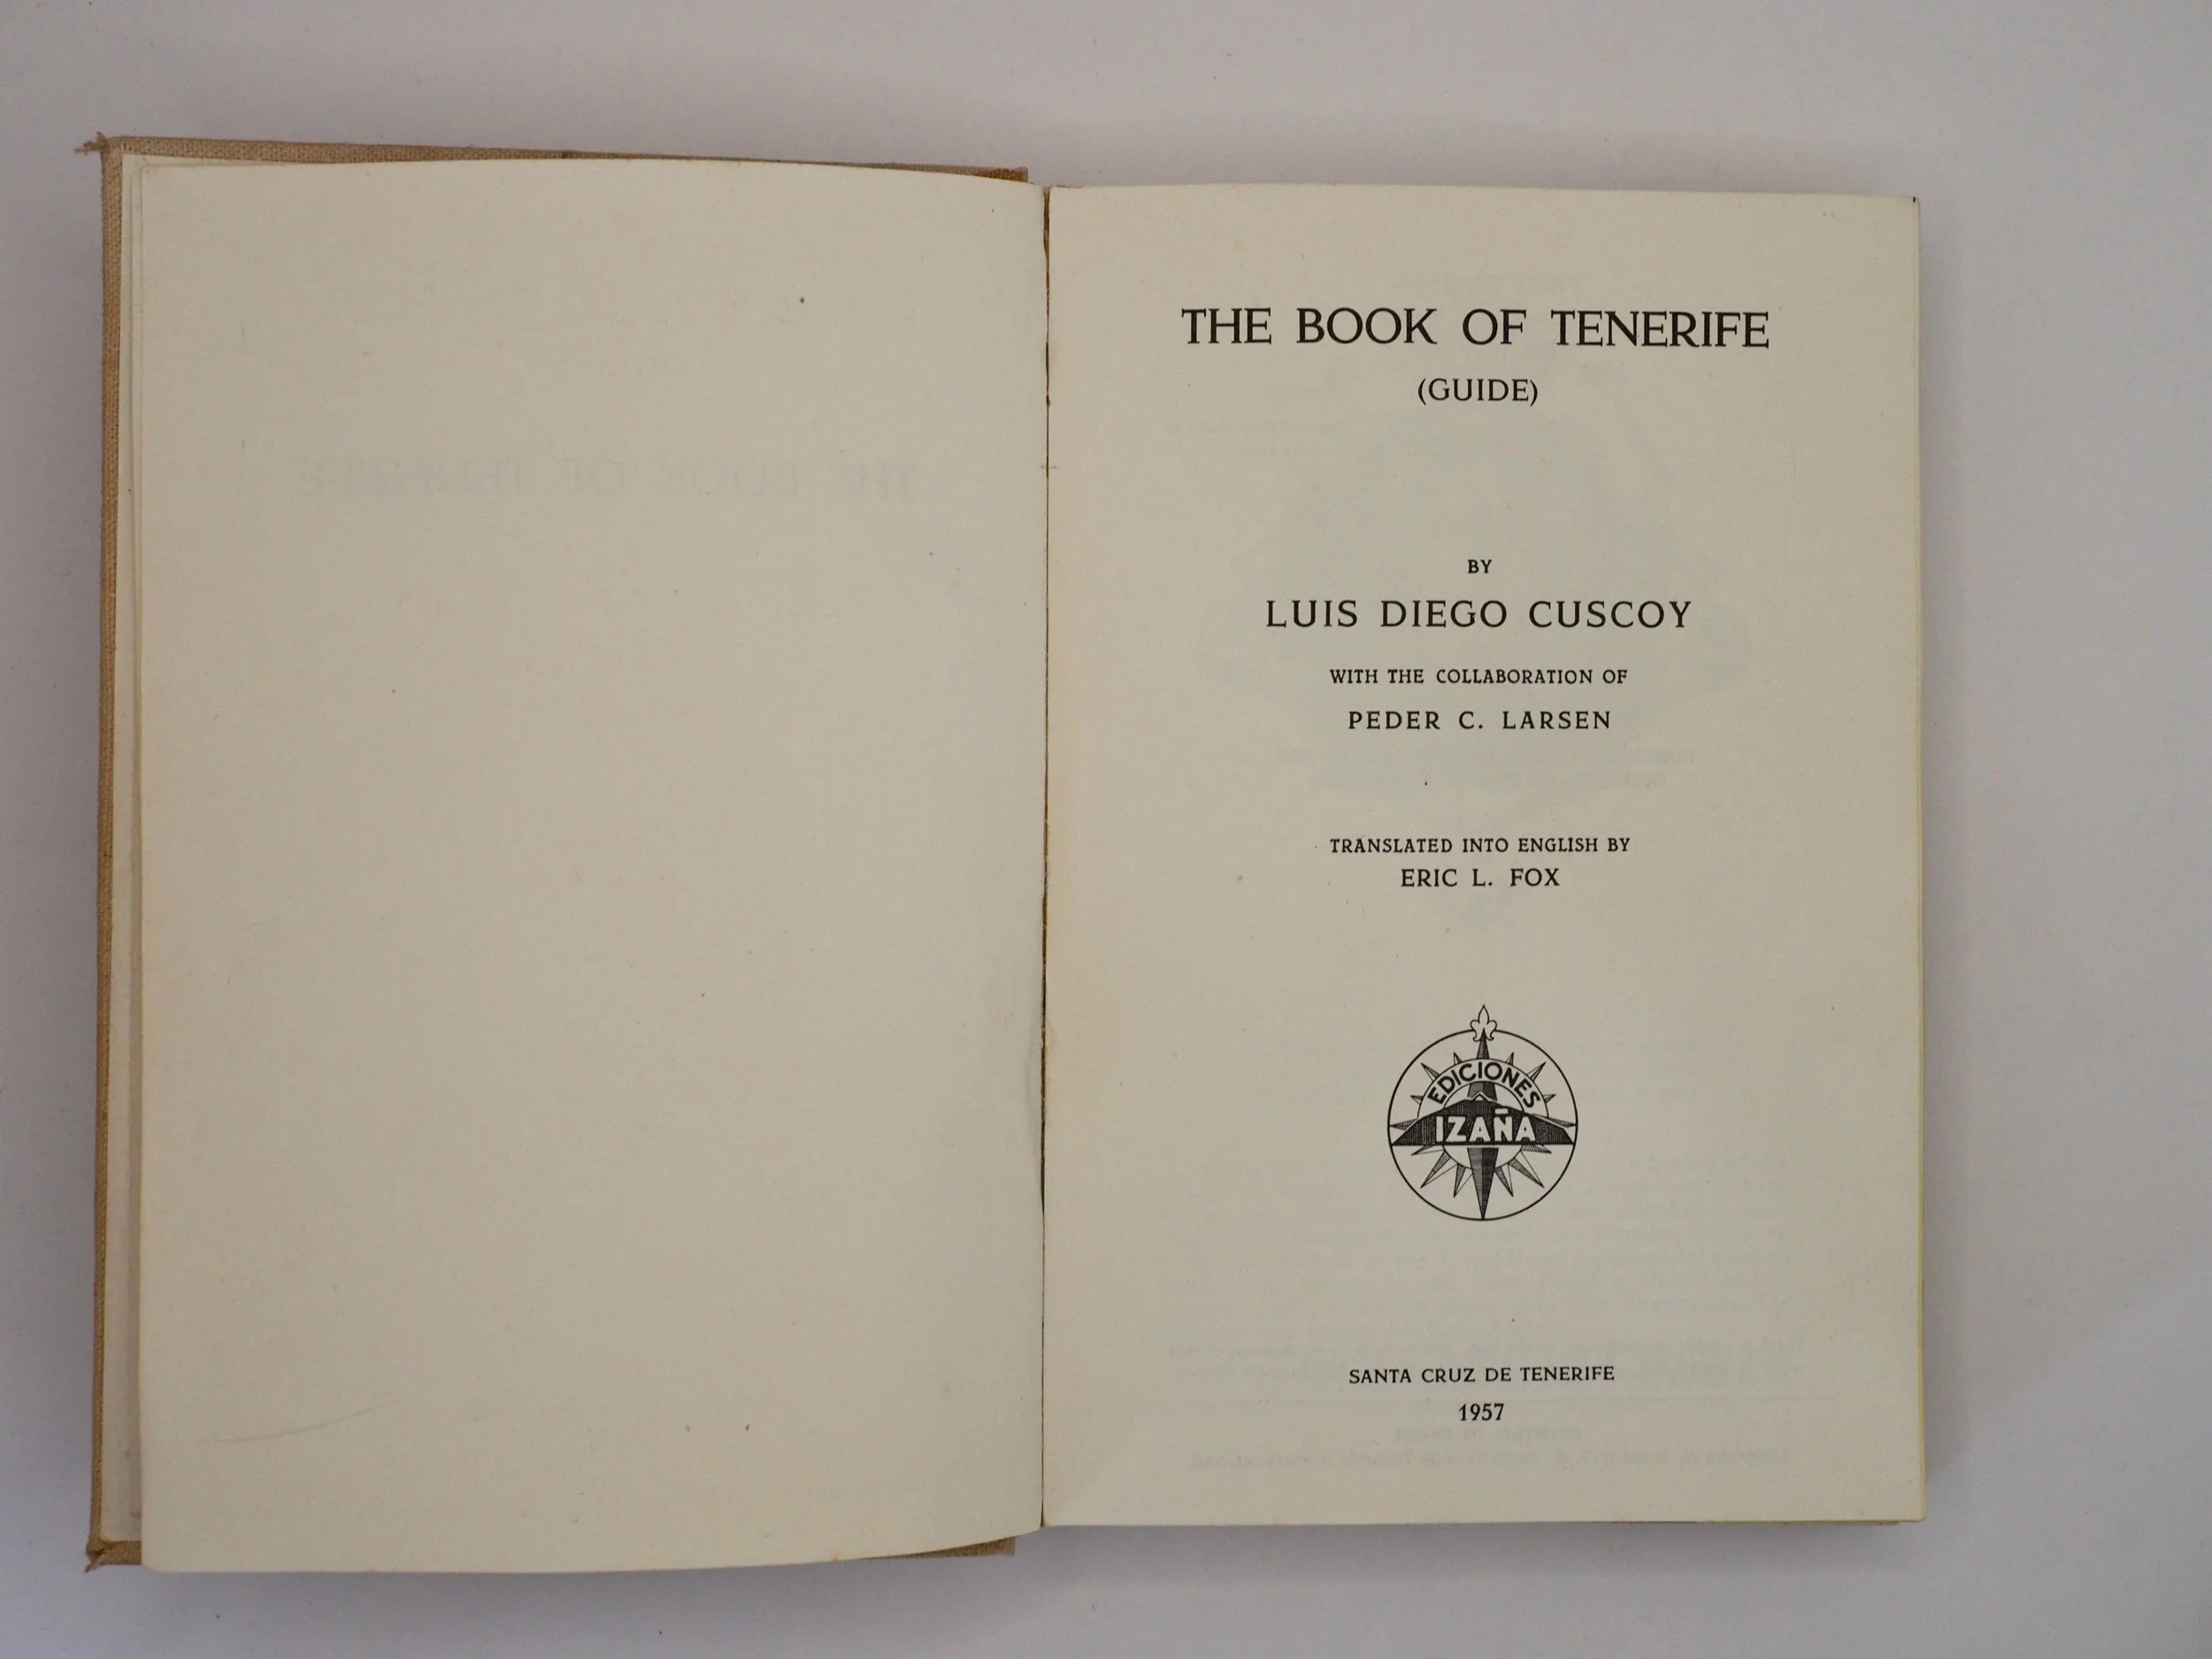 THE BOOK OF TENERIFE
(GUIDE)
BY
LUIS DIEGO CUSCOY
WITH THE COLLABORATION OF
PEDER C. LARSEN
TRANSLATED INTO ENGLISH BY
ERIC L. FOX
EDICIONES
IZAÑA
SANTA CRUZ DE TENERIFE
1957